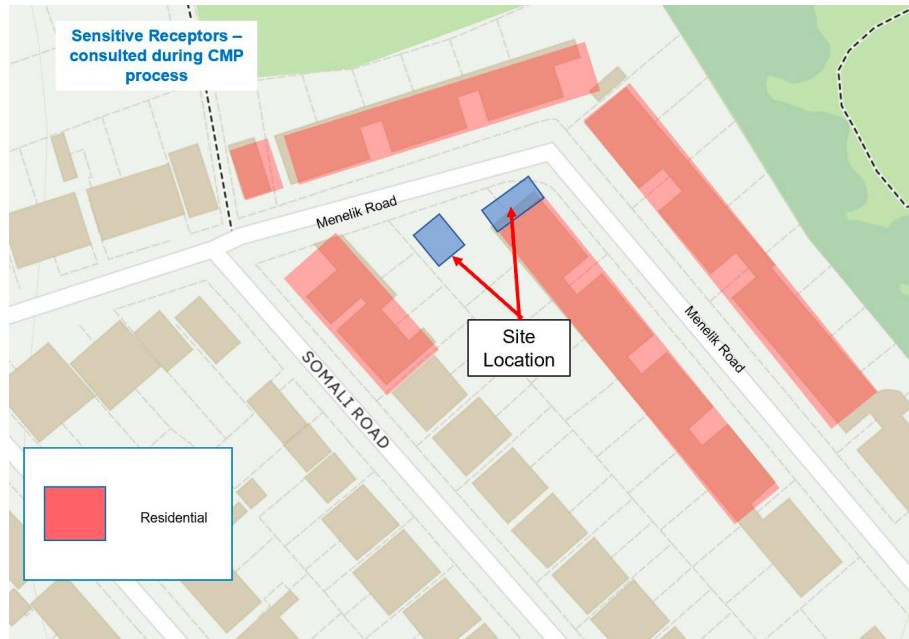 Sensitive Receptors –
consulted during CMP
process
Menelik Road
Site
Location
Menelik Road
SOMALI ROAD
Residential